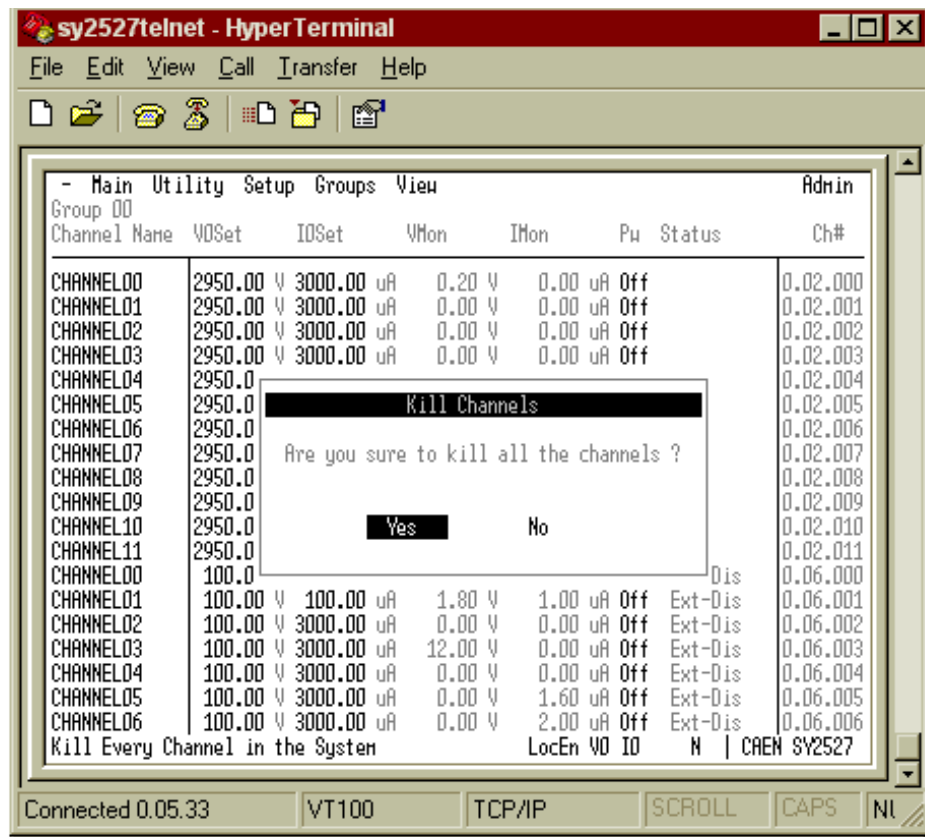 sy2527telnet - HyperTerminal
File Edit View Call Transfer Help
- Main Utility Setup Groups View Admin
Group 00
Channel Name V0Set I0Set VMon IMon Pw Status Ch#
CHANNEL00 2950.00 V 3000.00 uA 0.20 V 0.00 uA Off 0.02.000
CHANNEL01 2950.00 V 3000.00 uA 0.00 V 0.00 uA Off 0.02.001
CHANNEL02 2950.00 V 3000.00 uA 0.00 V 0.00 uA Off 0.02.002
CHANNEL03 2950.00 V 3000.00 uA 0.00 V 0.00 uA Off 0.02.003
CHANNEL04 2950.0 0.02.004
CHANNEL05 2950.0 Kill Channels 0.02.005
CHANNEL06 2950.0 0.02.006
CHANNEL07 2950.0 Are you sure to kill all the channels ? 0.02.007
CHANNEL08 2950.0 0.02.008
CHANNEL09 2950.0 0.02.009
CHANNEL10 2950.0 Yes No 0.02.010
CHANNEL11 2950.0 0.02.011
CHANNEL00 100.0 Dis 0.06.000
CHANNEL01 100.00 V 100.00 uA 1.80 V 1.00 uA Off Ext-Dis 0.06.001
CHANNEL02 100.00 V 3000.00 uA 0.00 V 0.00 uA Off Ext-Dis 0.06.002
CHANNEL03 100.00 V 3000.00 uA 12.00 V 0.00 uA Off Ext-Dis 0.06.003
CHANNEL04 100.00 V 3000.00 uA 0.00 V 0.00 uA Off Ext-Dis 0.06.004
CHANNEL05 100.00 V 3000.00 uA 0.00 V 1.60 uA Off Ext-Dis 0.06.005
CHANNEL06 100.00 V 3000.00 uA 0.00 V 2.00 uA Off Ext-Dis 0.06.006
Kill Every Channel in the System LocEn V0 I0 N | CAEN SY2527
Connected 0.05.33 VT100 TCP/IP SCROLL CAPS